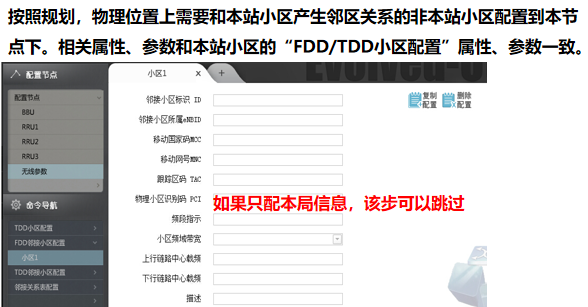 按照规划，物理位置上需要和本站小区产生邻区关系的非本站小区配置到本节
点下。相关属性、参数和本站小区的“FDD/TDD小区配置”属性、参数一致。
配置节点
小区1 x +
Evolved-
配置节点
BBU
RRU1
RRU2
RRU3
无线参数
命令导航
TDD小区配置
FDD邻接小区配置
小区1
TDD邻接小区配置
邻接关系表配置
邻接小区标识 ID
邻接小区所属eNBID
移动国家码MCC
移动网号MNC
跟踪区码 TAC
物理小区识别码 PCI
如果只配本局信息，该步可以跳过
频段指示
小区频域带宽
上行链路中心载频
下行链路中心载频
描述
复制
配置
删除
配置